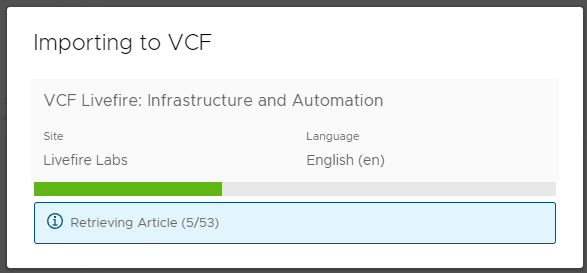 Importing to VCF
VCF Livefire: Infrastructure and Automation
Site
Language
Livefire Labs
English (en)
Retrieving Article (5/53)